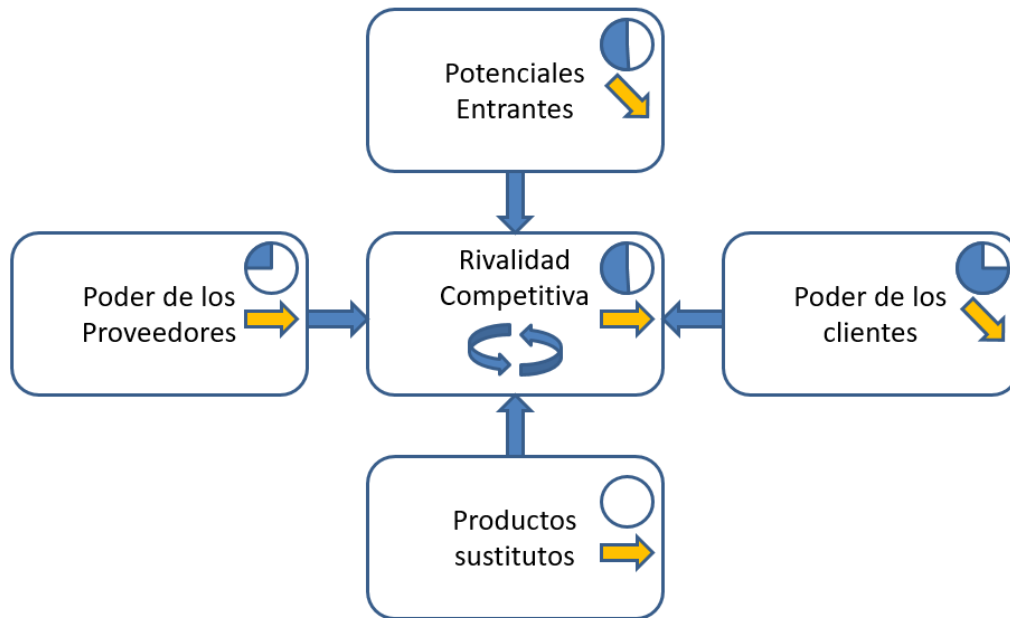 Potenciales
Entrantes
Poder de los
Proveedores
Rivalidad
Competitiva
Poder de los
clientes
Productos
sustitutos